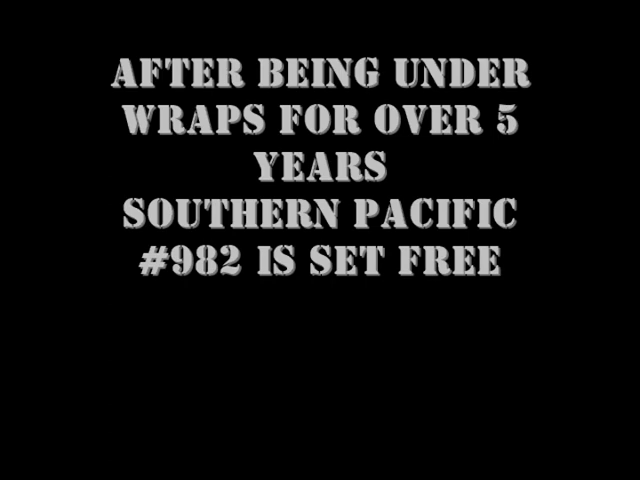 AFTER BEING UNDER
WRAPS FOR OVER 5
YEARS
SOUTHERN PACIFIC
#982 IS SET FREE